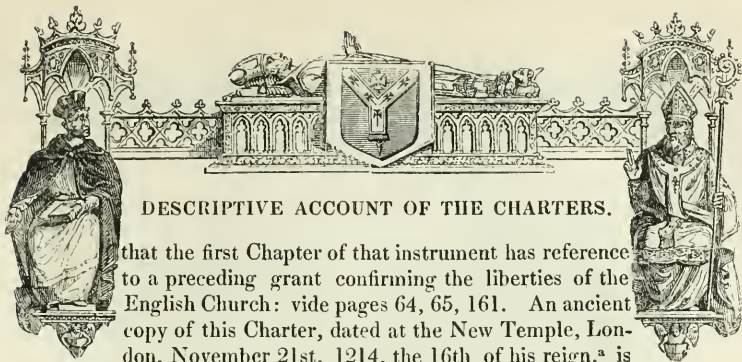 DESCRIPTIVE ACCOUNT OF THE CHARTERS.
that the first Chapter of that instrument has reference
to a preceding grant confirming the liberties of the
English Church: vide pages 64, 65, 161. An ancient
copy of this Charter, dated at the New Temple, Lon-
don, November 21st, 1214, the 16th of his reign,ᵃ is